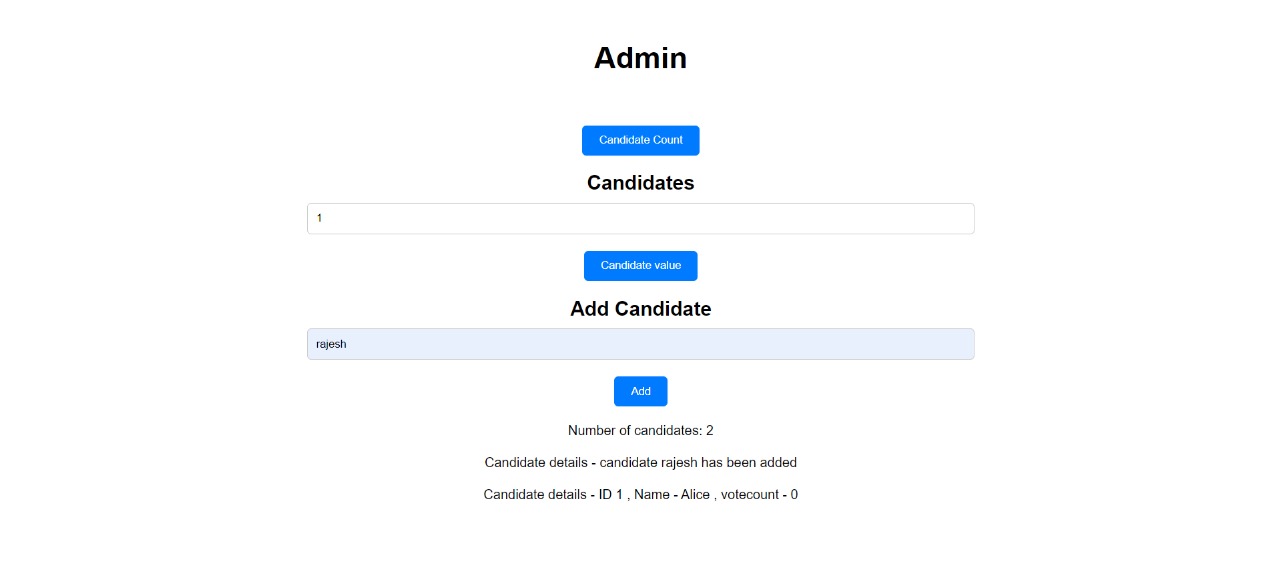 Admin
Candidate Count
Candidates
1
Candidate value
Add Candidate
rajesh
Add
Number of candidates: 2
Candidate details - candidate rajesh has been added
Candidate details - ID 1 , Name - Alice , votecount - 0